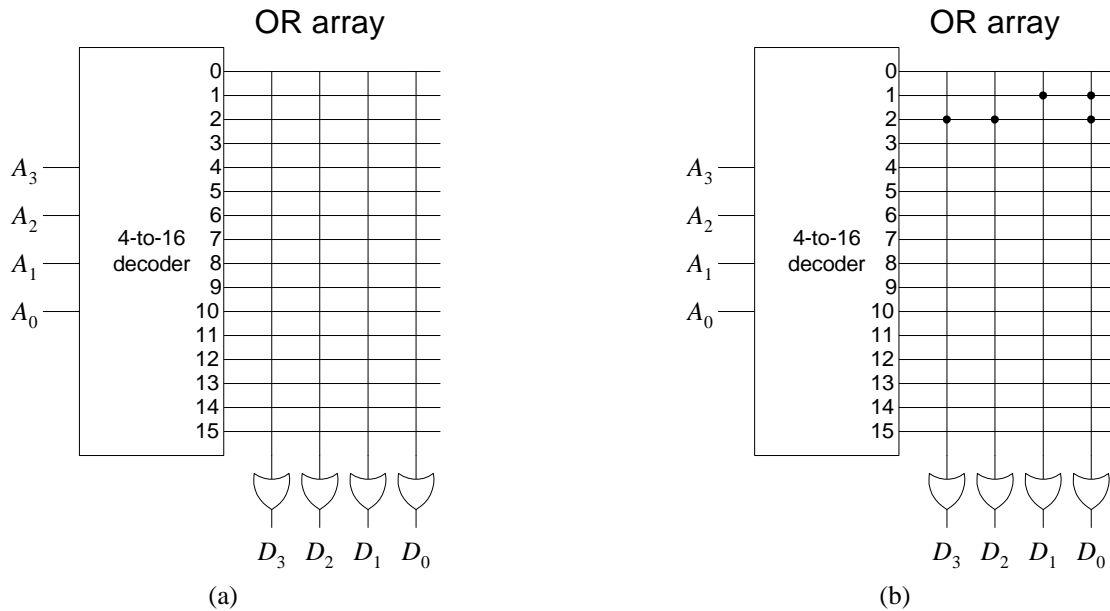 OR array
0
1
2
3
A₃ 4
5
A₂ 6
4-to-16 7
decoder 8
A₁
9
A₀ 10
11
12
13
14
15
D₃ D₂ D₁ D₀
(a)
OR array
0
1
2
3
A₃ 4
5
A₂ 6
4-to-16 7
decoder 8
A₁
9
A₀ 10
11
12
13
14
15
D₃ D₂ D₁ D₀
(b)